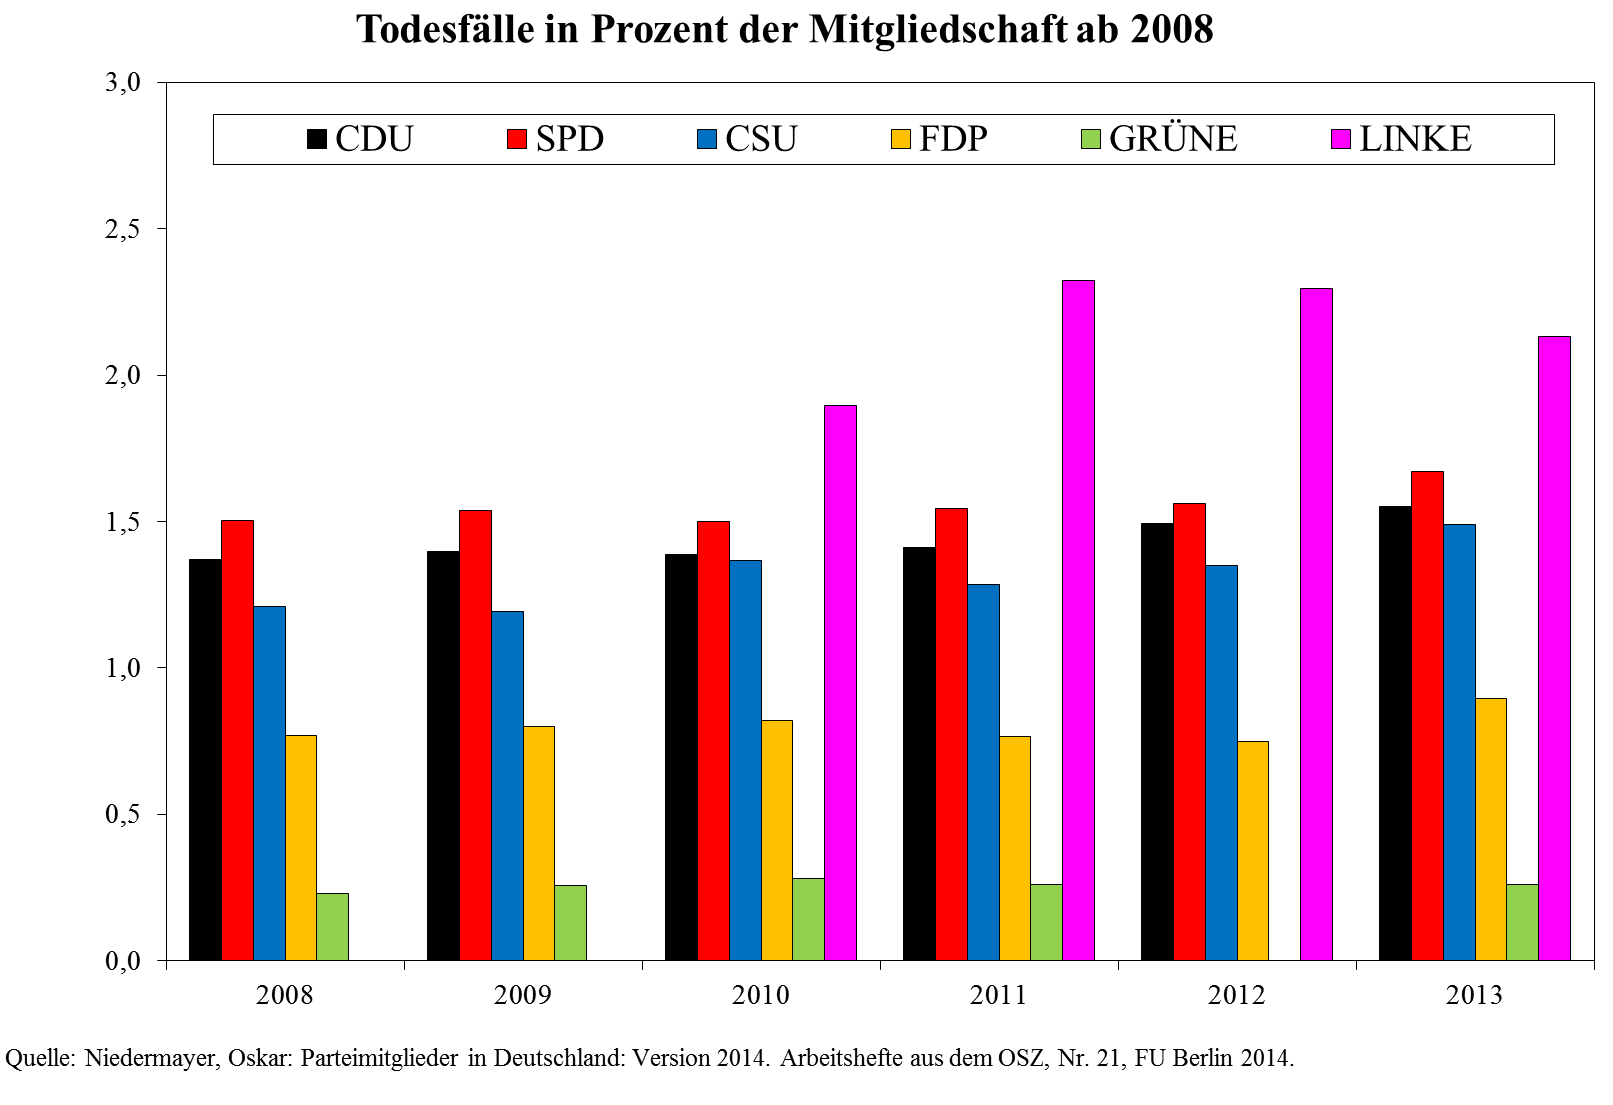 Todesfälle in Prozent der Mitgliedschaft ab 2008
3,0
CDU SPD CSU FDP GRÜNE LINKE
2,5
2,0
1,5
1,0
0,5
0,0
2008 2009 2010 2011 2012 2013
Quelle: Niedermayer, Oskar: Parteimitglieder in Deutschland: Version 2014. Arbeitshefte aus dem OSZ, Nr. 21, FU Berlin 2014.